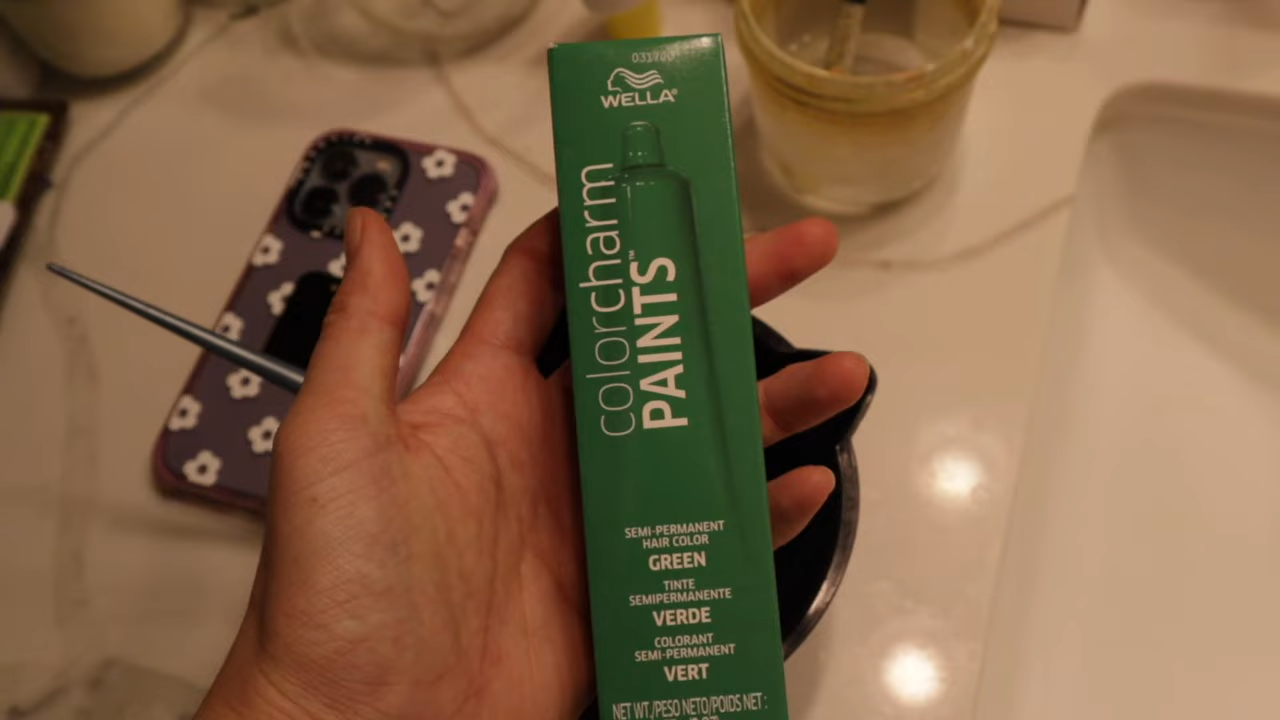 WELLA®
colorcharm
PAINTS™
SEMI-PERMANENT
HAIR COLOR
GREEN
TINTE
SEMIPERMANENTE
VERDE
COLORANT
SEMI-PERMANENT
VERT
NET WT./PESO NETO/POIDS NET :